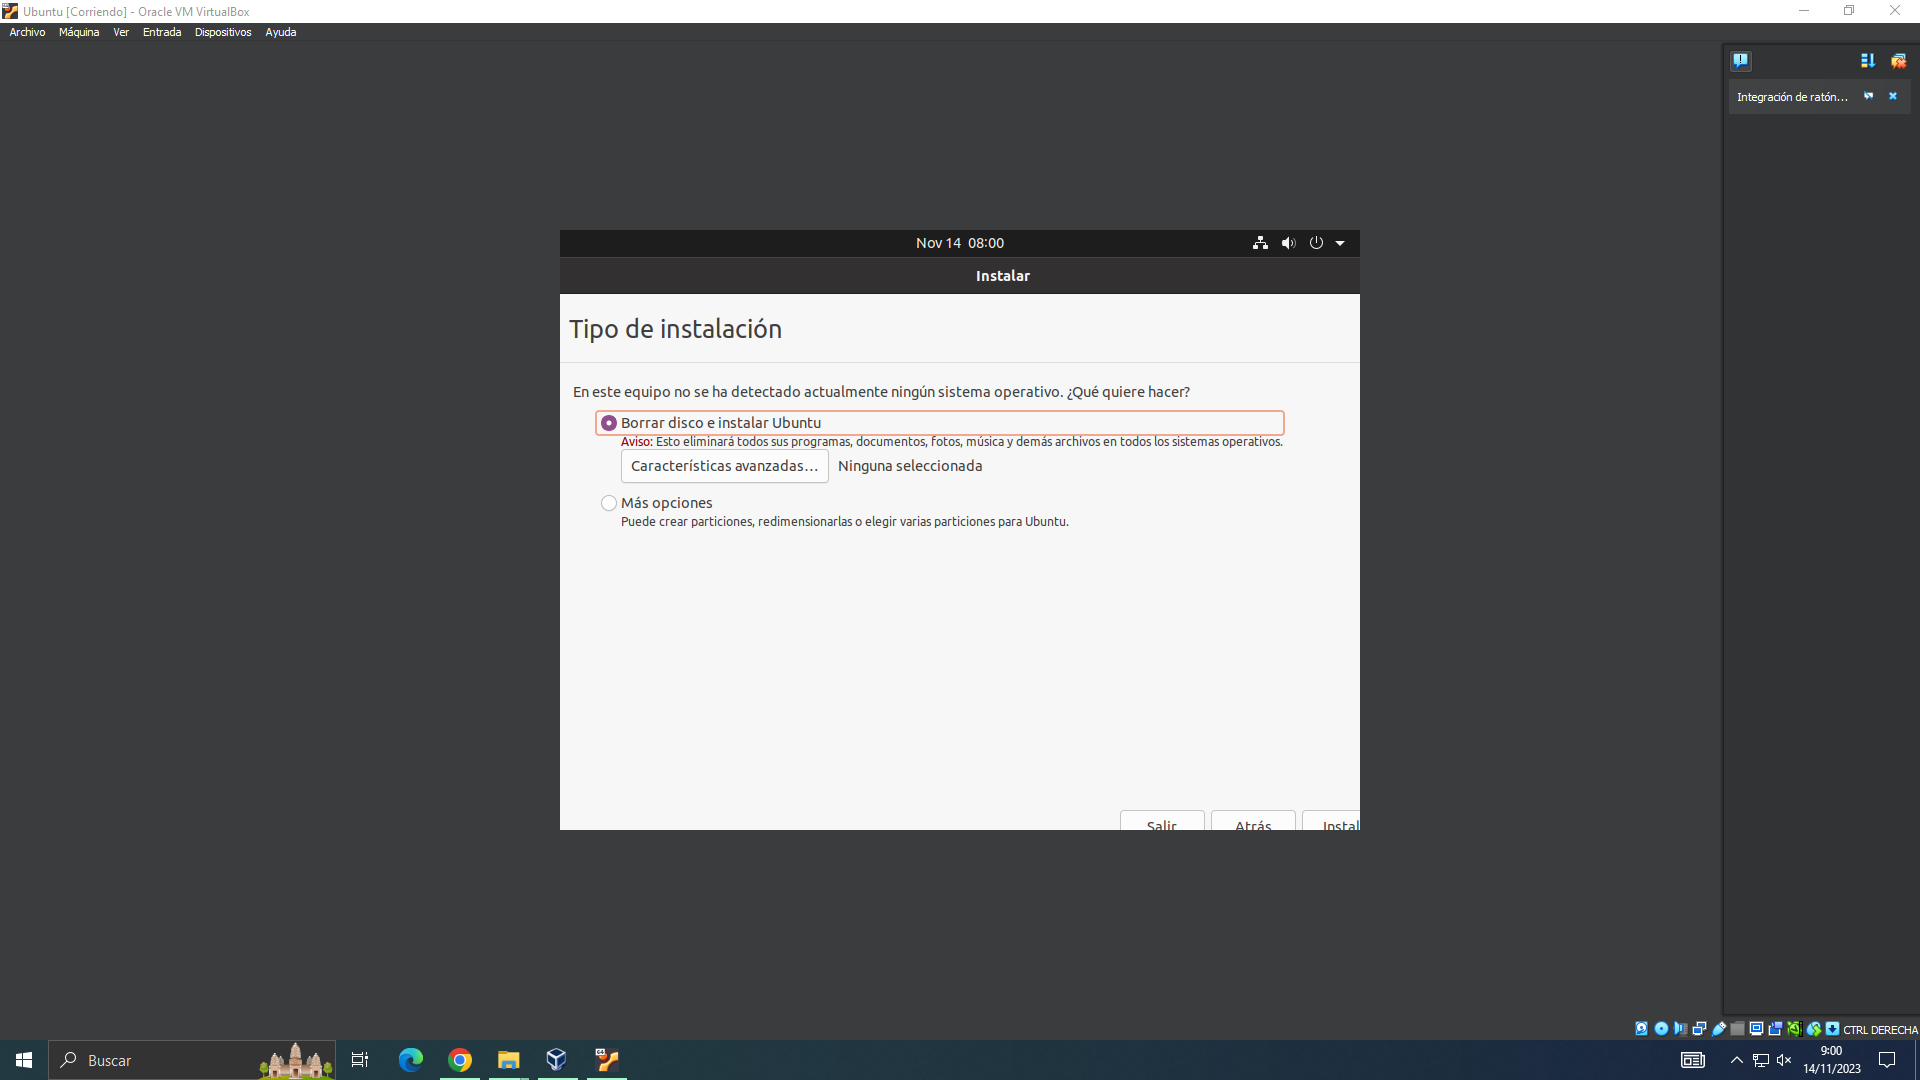 Ubuntu [Corriendo] - Oracle VM VirtualBox
Archivo Máquina Ver Entrada Dispositivos Ayuda
Integración de ratón...
Nov 14 08:00
Instalar
Tipo de instalación
En este equipo no se ha detectado actualmente ningún sistema operativo. ¿Qué quiere hacer?
Borrar disco e instalar Ubuntu
Aviso: Esto eliminará todos sus programas, documentos, fotos, música y demás archivos en todos los sistemas operativos.
Características avanzadas... Ninguna seleccionada
Más opciones
Puede crear particiones, redimensionarlas o elegir varias particiones para Ubuntu.
Salir Atrás Instal
CTRL DERECHA
Buscar
9:00
14/11/2023